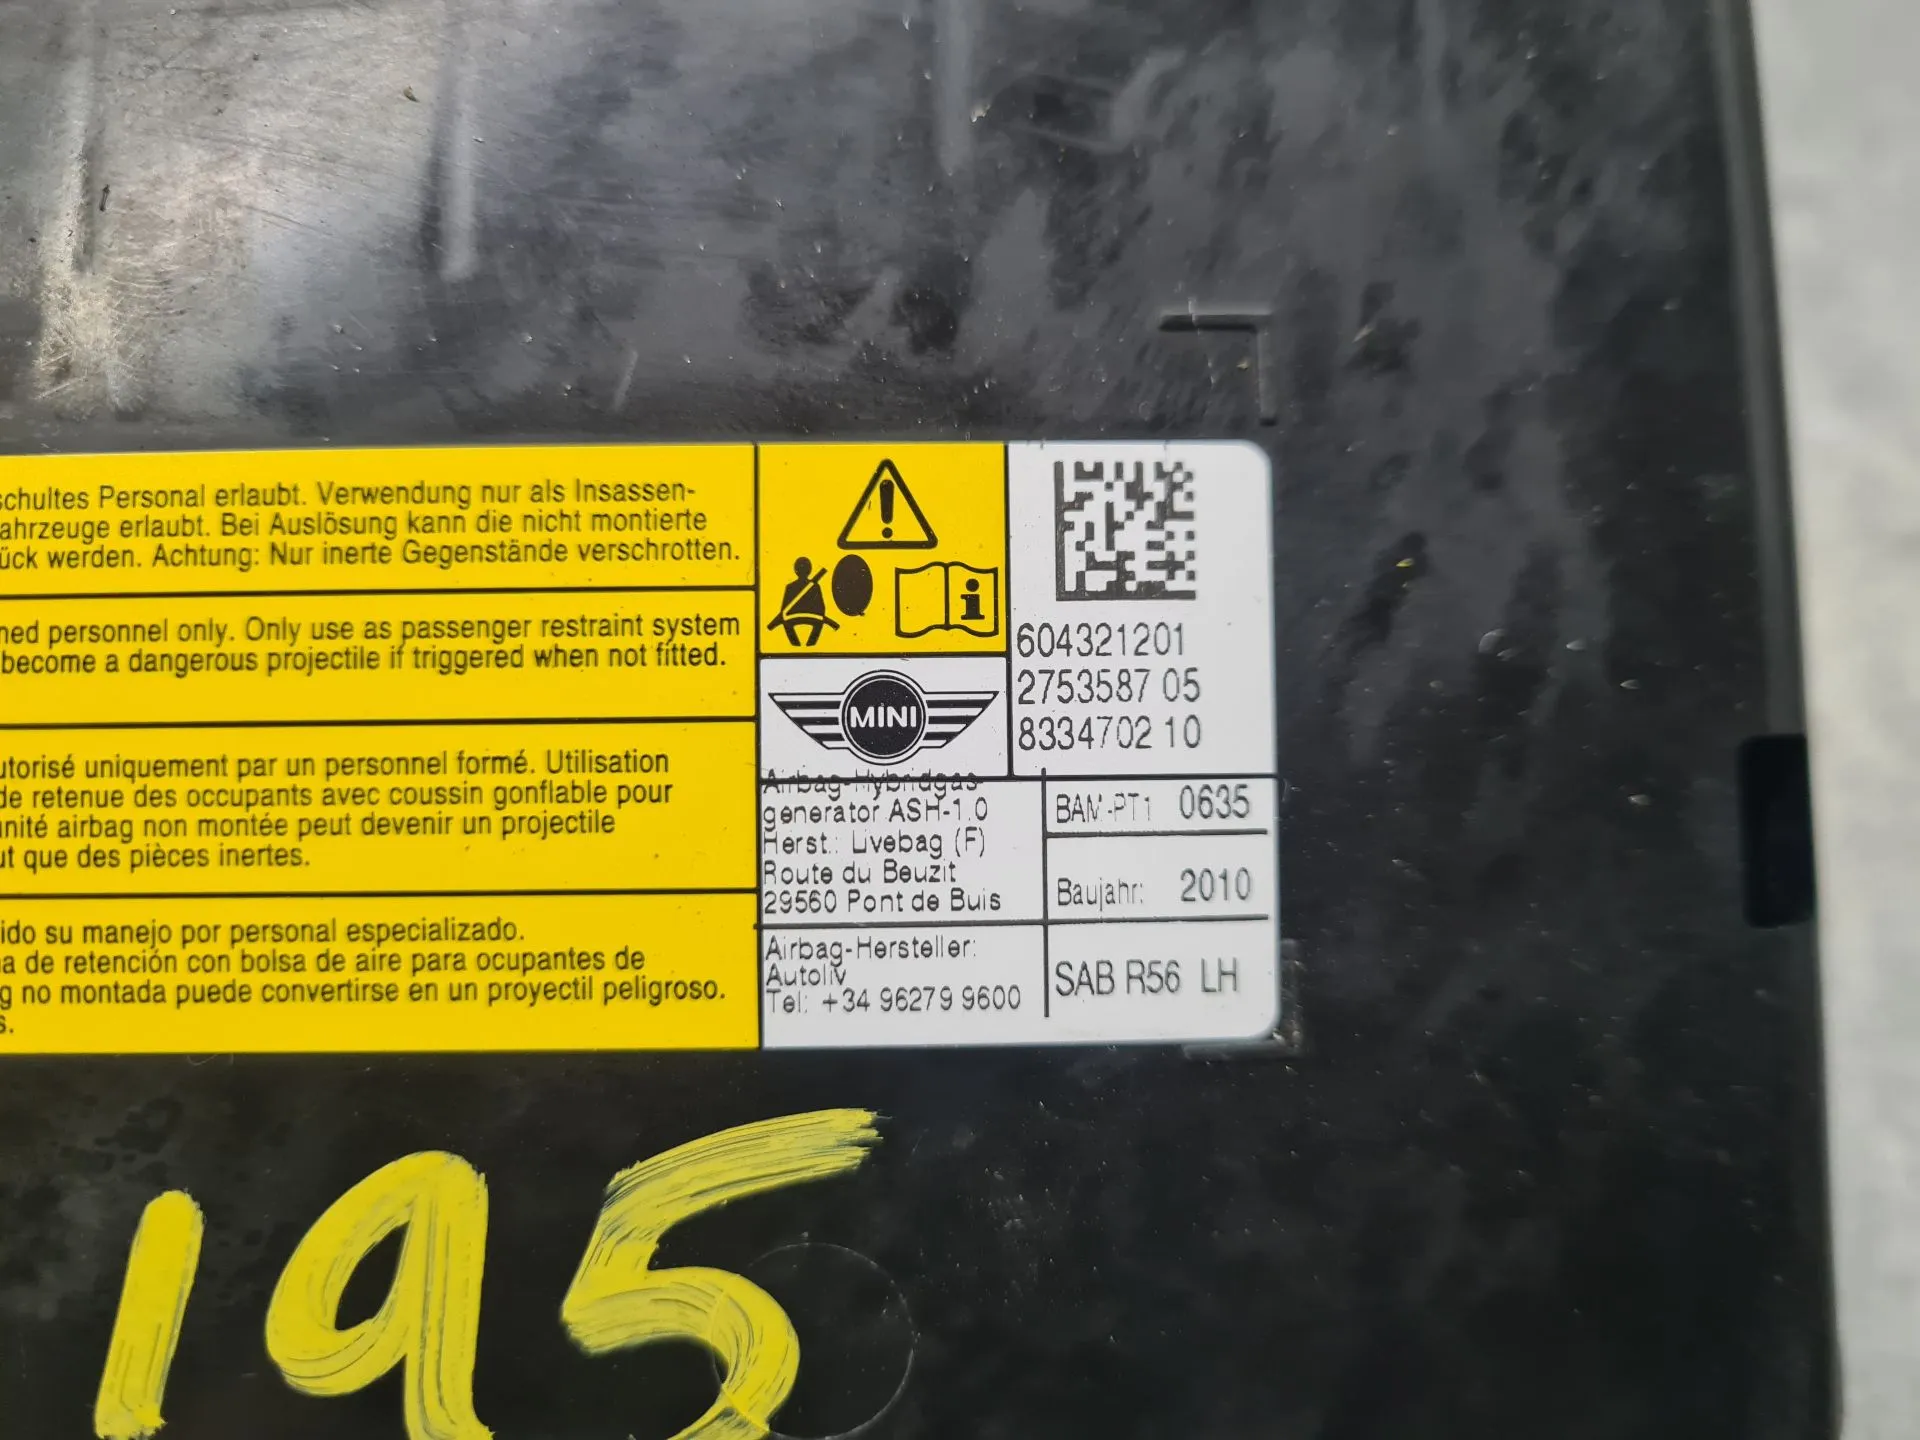 schultes Personal erlaubt. Verwendung nur als Insassen-
ahrzeuge erlaubt. Bei Auslösung kann die nicht montierte
ück werden. Achtung: Nur inerte Gegenstände verschrotten.
ned personnel only. Only use as passenger restraint system
become a dangerous projectile if triggered when not fitted.
utorisé uniquement par un personnel formé. Utilisation
de retenue des occupants avec coussin gonflable pour
unité airbag non montée peut devenir un projectile
ut que des pièces inertes.
ido su manejo por personal especializado.
a de retención con bolsa de aire para ocupantes de
g no montada puede convertirse en un proyectil peligroso.
s.
604321201
2753587 05
8334702 10
MINI
Airbag-Hybridgas-
generator ASH-1.0
Herst.: Livebag (F)
Route du Beuzit
29560 Pont de Buis
BAM-PT1 0635
Baujahr: 2010
Airbag-Hersteller:
Autoliv
Tel: +34 96279 9600
SAB R56 LH
195